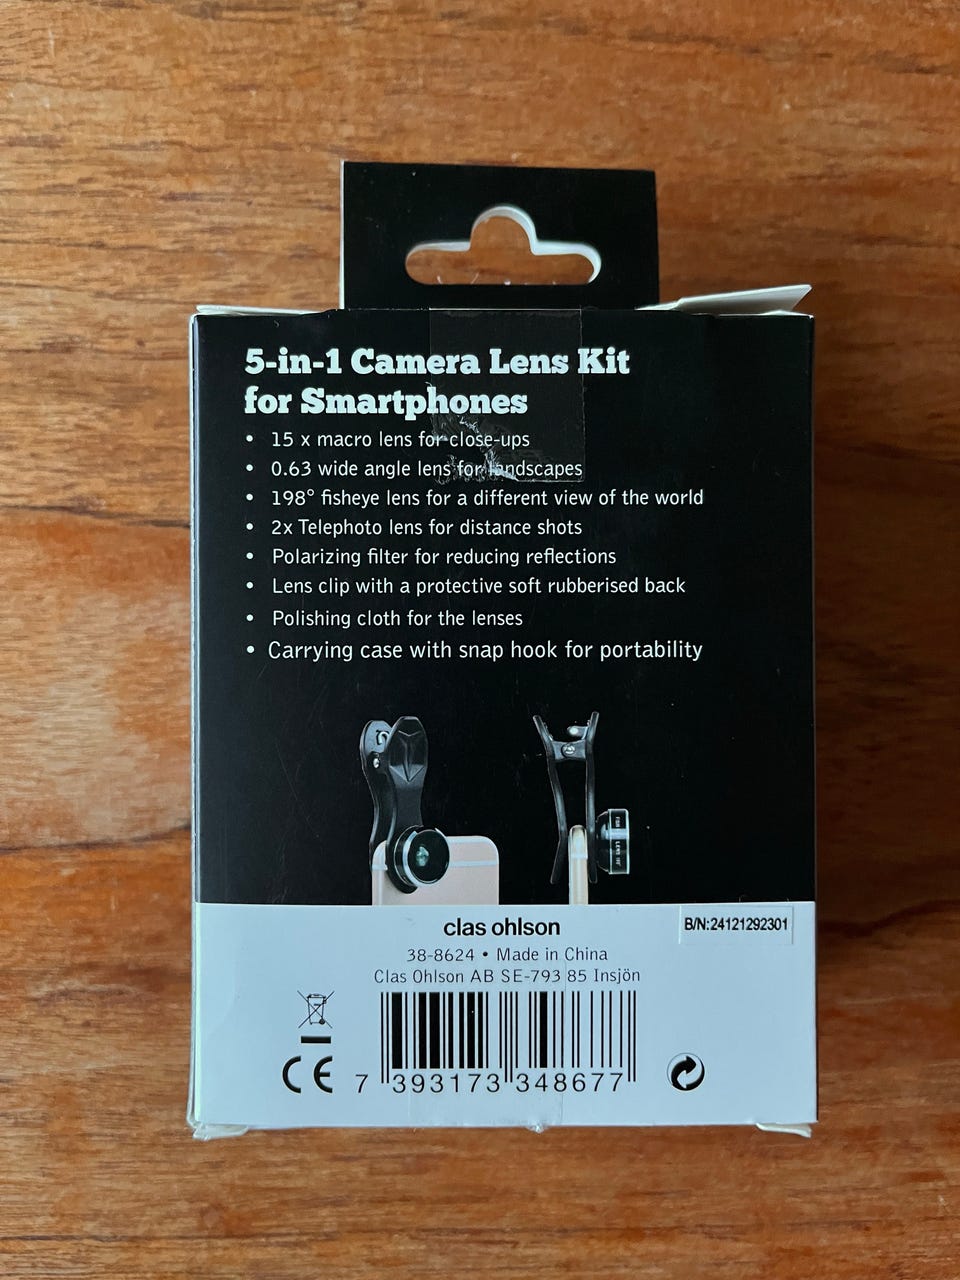 5-in-1 Camera Lens Kit
for Smartphones
• 15 x macro lens for close-ups
• 0.63 wide angle lens for landscapes
• 198° fisheye lens for a different view of the world
• 2x Telephoto lens for distance shots
• Polarizing filter for reducing reflections
• Lens clip with a protective soft rubberised back
• Polishing cloth for the lenses
• Carrying case with snap hook for portability
clas ohlson
B/N:24121292301
38-8624 • Made in China
Clas Ohlson AB SE-793 85 Insjön
CE
7 393173 348677